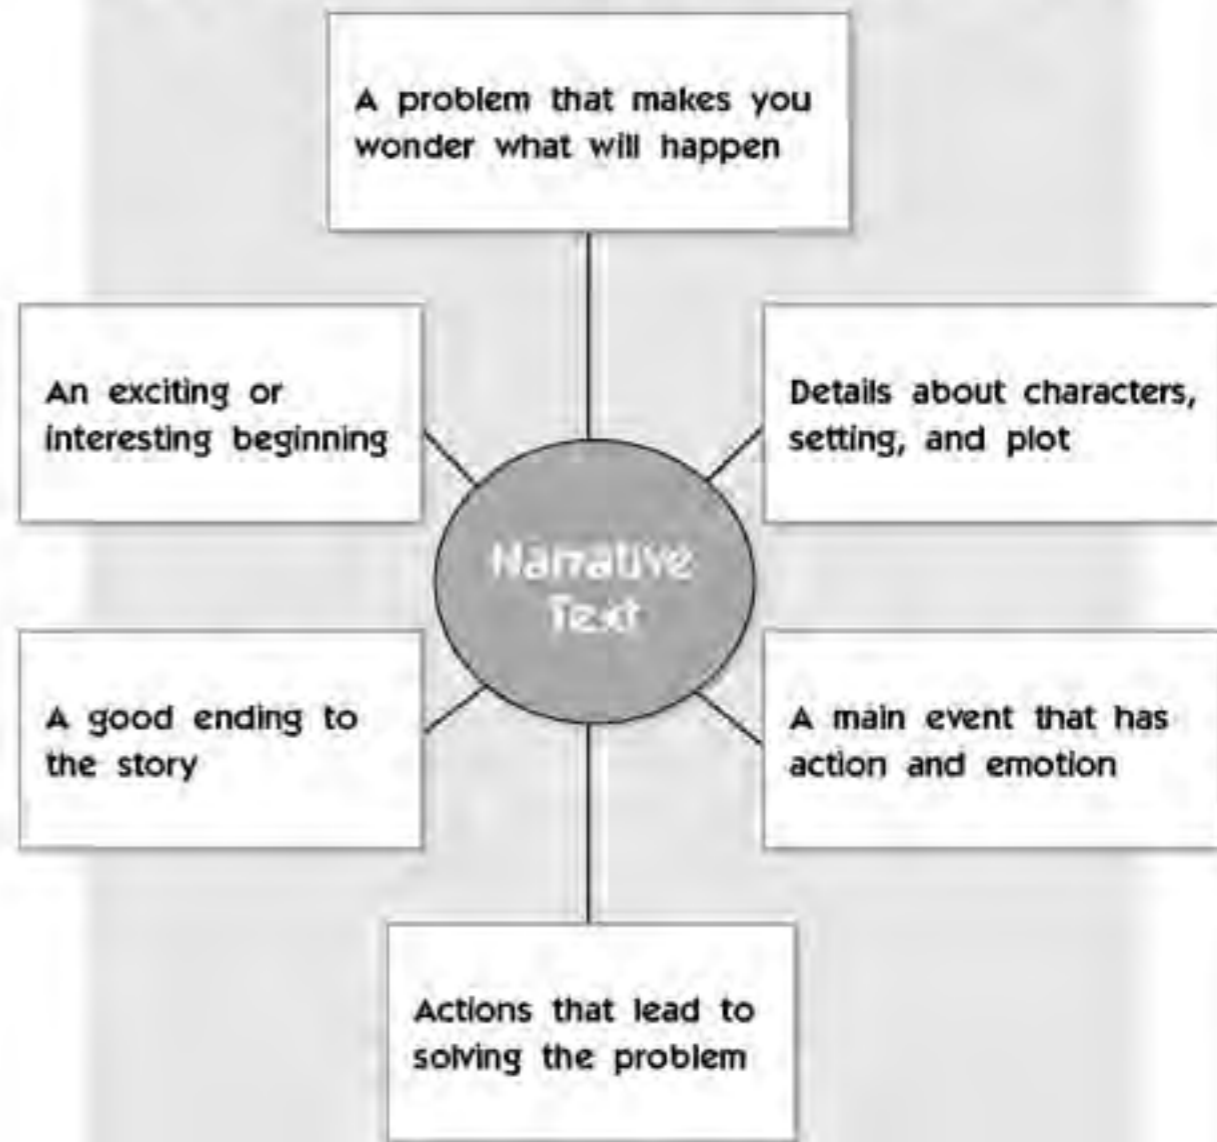 A problem that makes you
wonder what will happen
An exciting or
interesting beginning
Details about characters,
setting, and plot
Narrative
Text
A good ending to
the story
A main event that has
action and emotion
Actions that lead to
solving the problem